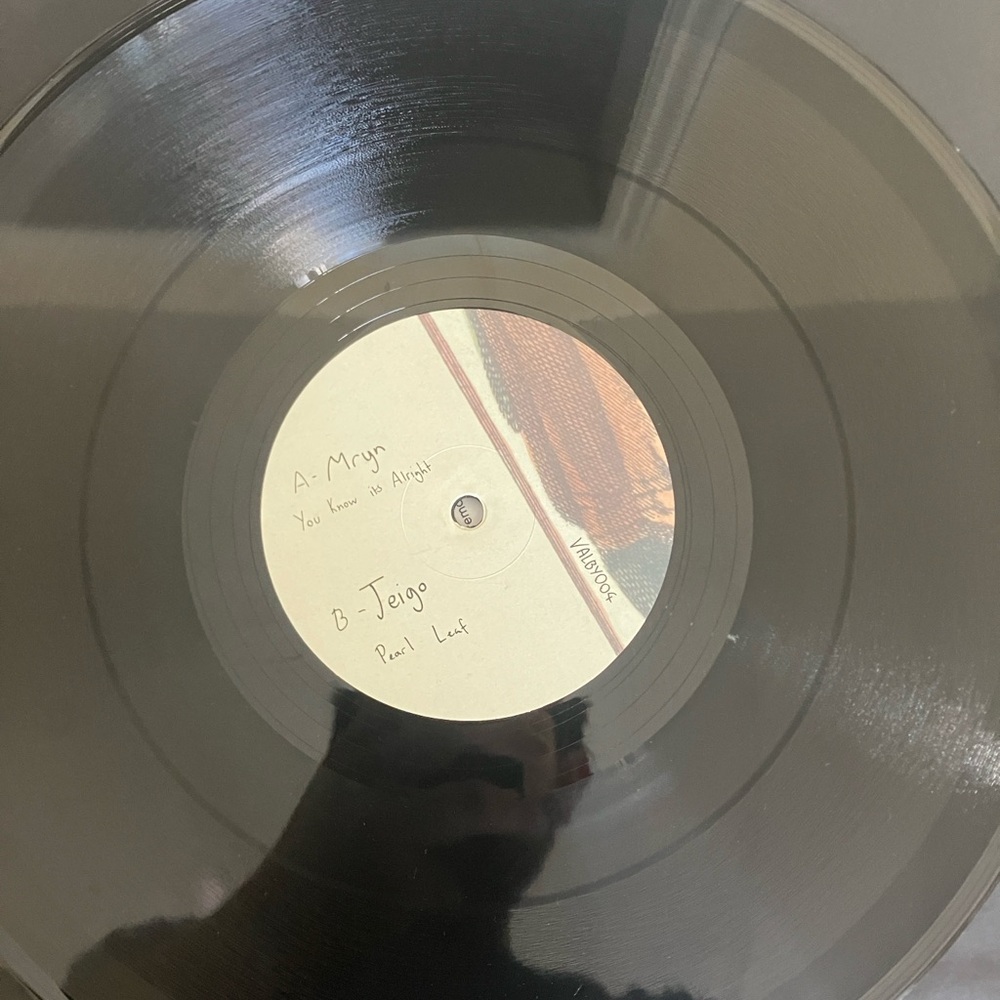 A - Mryn
You Know its Alright
B - Jeigo
Pearl Leaf
VALBY004